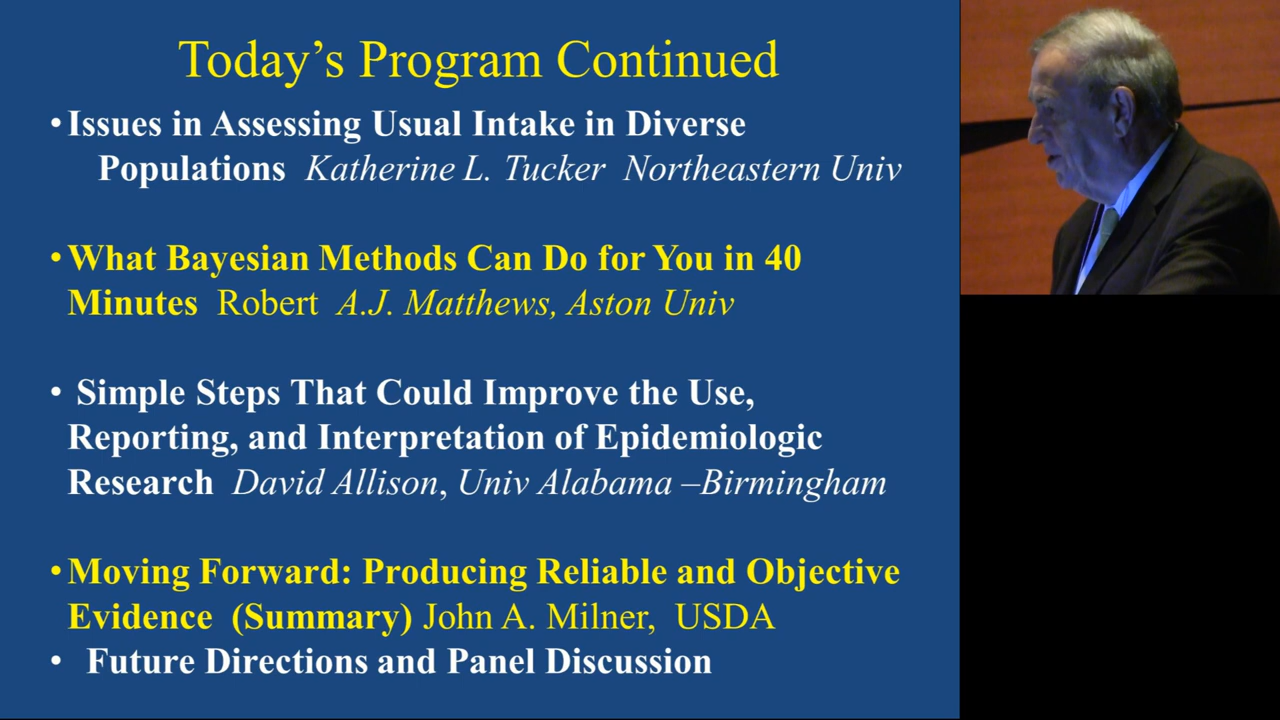 Today’s Program Continued
•Issues in Assessing Usual Intake in Diverse
Populations Katherine L. Tucker Northeastern Univ
•What Bayesian Methods Can Do for You in 40
Minutes Robert A.J. Matthews, Aston Univ
• Simple Steps That Could Improve the Use,
Reporting, and Interpretation of Epidemiologic
Research David Allison, Univ Alabama –Birmingham
•Moving Forward: Producing Reliable and Objective
Evidence (Summary) John A. Milner, USDA
• Future Directions and Panel Discussion